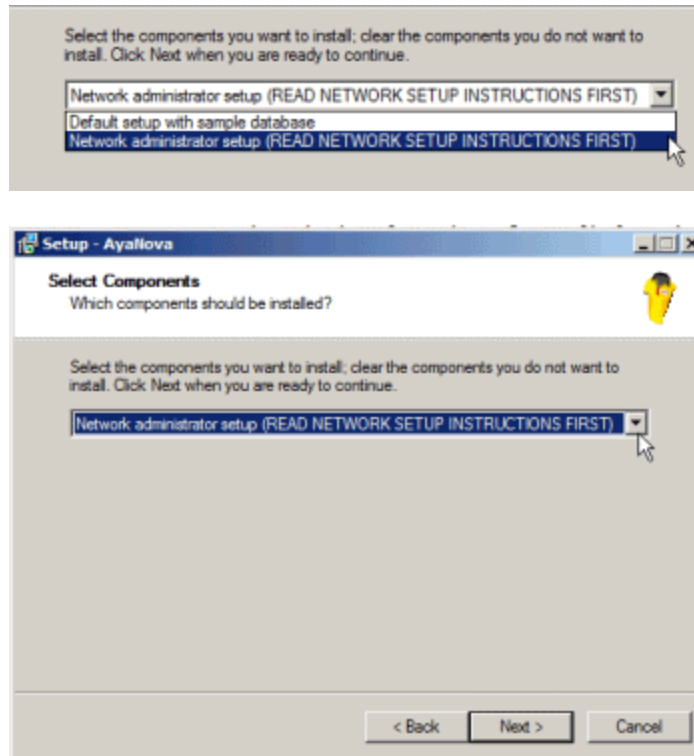 Select the components you want to install; clear the components you do not want to
install. Click Next when you are ready to continue.
Network administrator setup (READ NETWORK SETUP INSTRUCTIONS FIRST)
Default setup with sample database
Network administrator setup (READ NETWORK SETUP INSTRUCTIONS FIRST)
Setup - AyaNova
Select Components
Which components should be installed?
Select the components you want to install; clear the components you do not want to
install. Click Next when you are ready to continue.
Network administrator setup (READ NETWORK SETUP INSTRUCTIONS FIRST)
< Back Next > Cancel